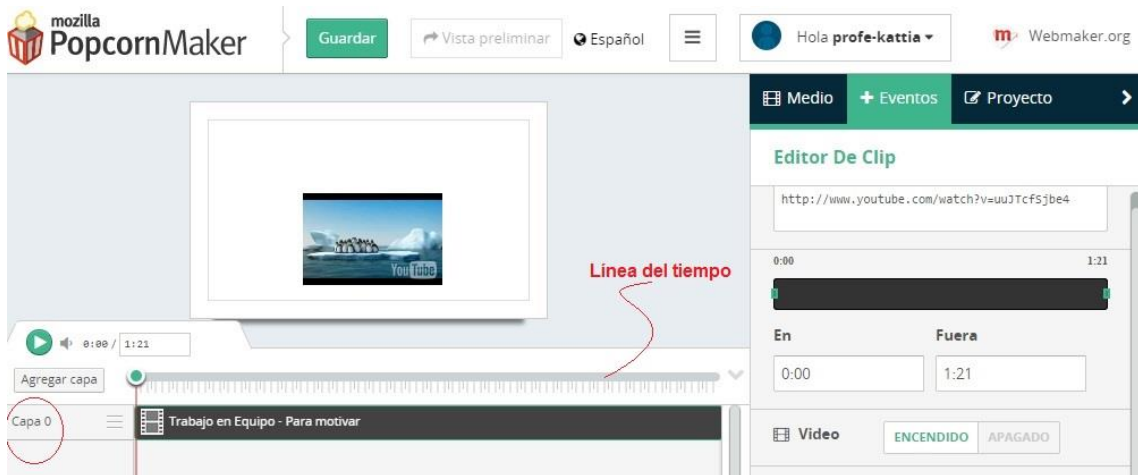 mozilla
PopcornMaker
Guardar
Vista preliminar
Español
Hola profe-kattia
Webmaker.org
Medio
+ Eventos
Proyecto
Editor De Clip
http://www.youtube.com/watch?v=uuJTcfSjbe4
0:00
1:21
YouTube
Línea del tiempo
En
Fuera
0:00
1:21
0:00 / 1:21
Agregar capa
Capa 0
Trabajo en Equipo - Para motivar
Video
ENCENDIDO
APAGADO